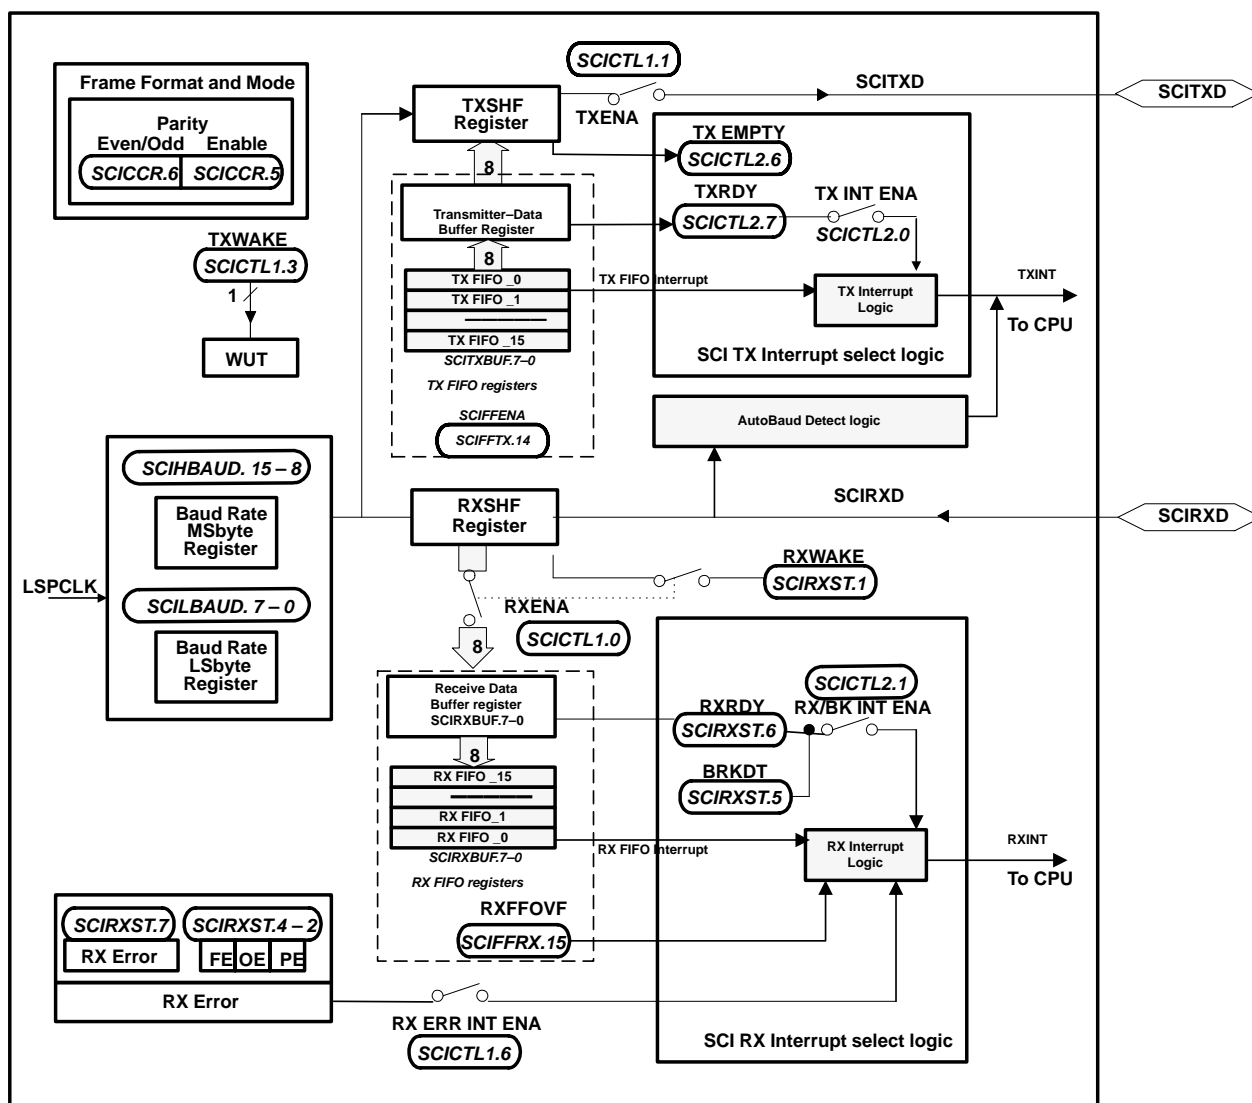 SCICTL1.1
Frame Format and Mode
Parity
Even/Odd Enable
SCICCR.6 SCICCR.5
TXSHF
Register
TXENA
SCITXD
SCITXD
TX EMPTY
SCICTL2.6
8
TXRDY
SCICTL2.7
TX INT ENA
SCICTL2.0
Transmitter–Data
Buffer Register
8
TXWAKE
SCICTL1.3
1
WUT
TX FIFO _0
TX FIFO _1
TX FIFO _15
SCITXBUF.7–0
TX FIFO registers
SCIFFENA
SCIFFTX.14
TX FIFO Interrupt
TX Interrupt
Logic
TXINT
To CPU
SCI TX Interrupt select logic
AutoBaud Detect logic
SCIHBAUD. 15 – 8
Baud Rate
MSbyte
Register
LSPCLK
SCILBAUD. 7 – 0
Baud Rate
LSbyte
Register
RXSHF
Register
SCIRXD
SCIRXD
RXWAKE
SCIRXST.1
RXENA
SCICTL1.0
8
Receive Data
Buffer register
SCIRXBUF.7–0
8
RX FIFO _15
RX FIFO_1
RX FIFO _0
SCIRXBUF.7–0
RX FIFO registers
RXFFOVF
SCIFFRX.15
SCICTL2.1
RXRDY
RX/BK INT ENA
SCIRXST.6
BRKDT
SCIRXST.5
RX FIFO Interrupt
RX Interrupt
Logic
RXINT
To CPU
SCI RX Interrupt select logic
SCIRXST.7 SCIRXST.4 – 2
RX Error FE OE PE
RX Error
RX ERR INT ENA
SCICTL1.6